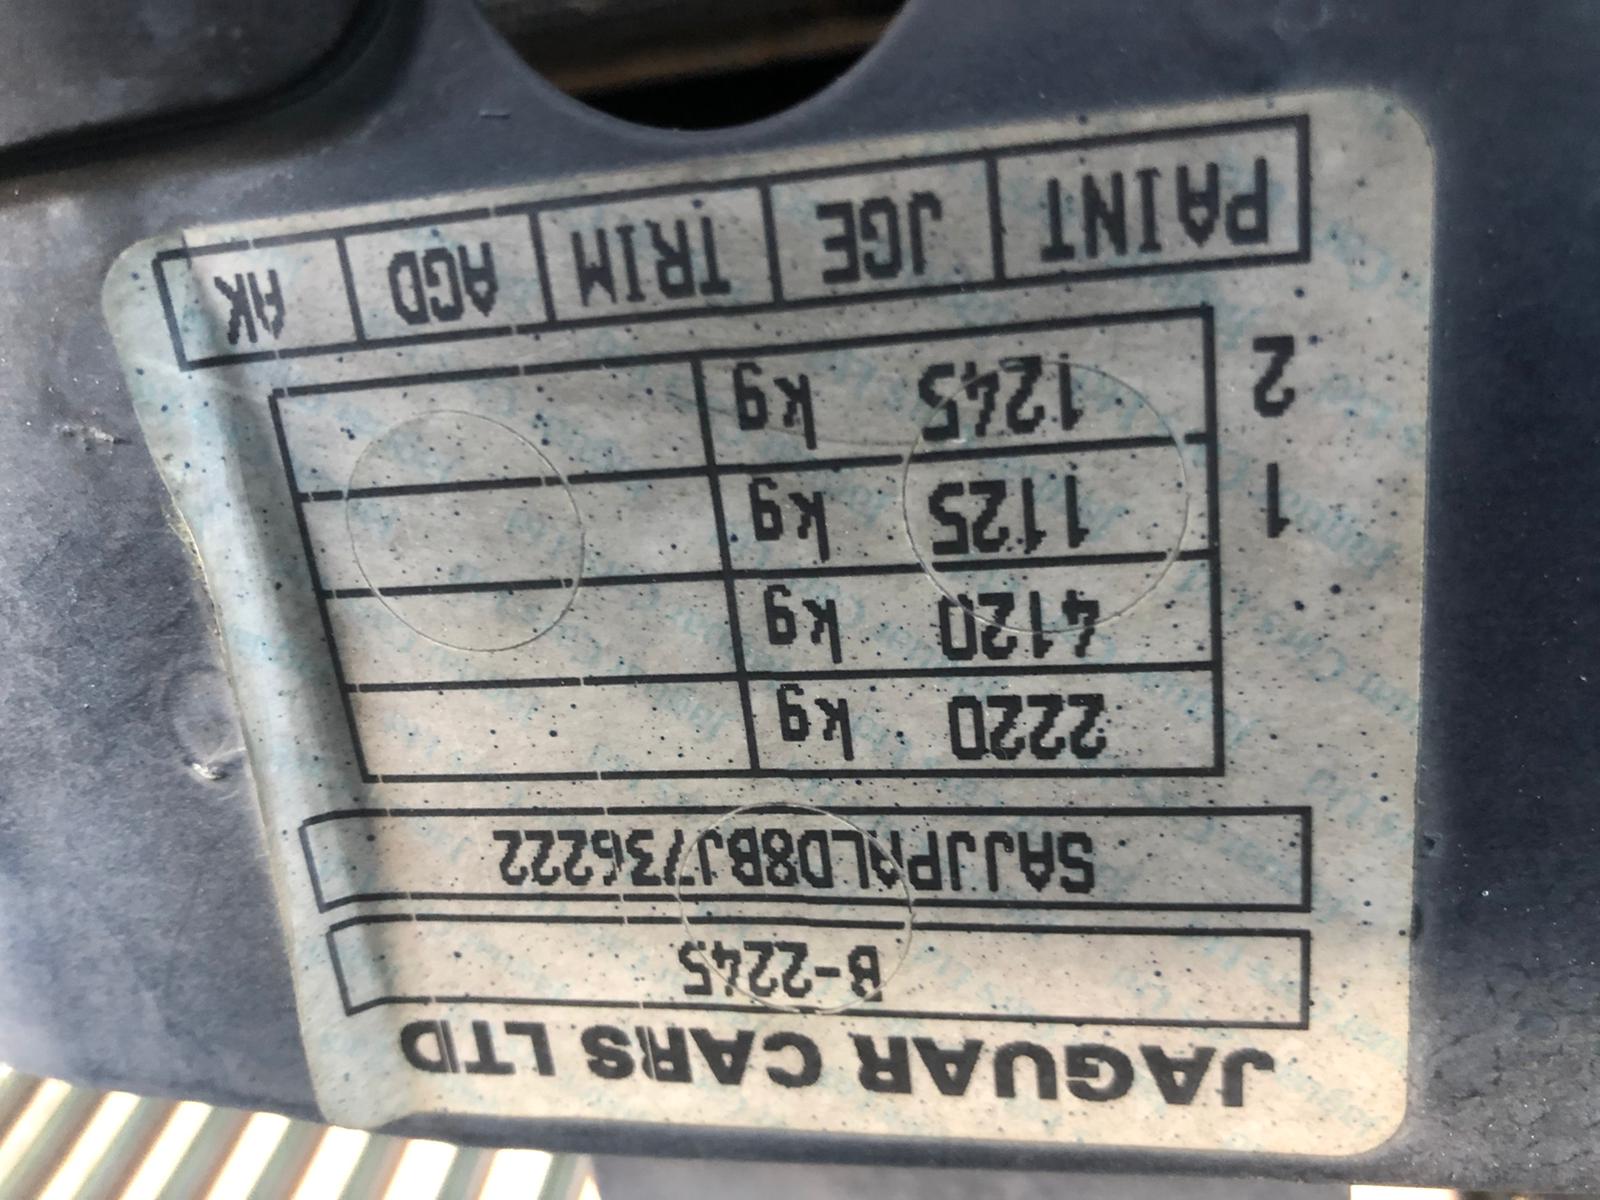 JAGUAR CARS LTD
B-2245
SAJJPALD8BJ736222
2220 kg
4120 kg
1 1125 kg
2 1245 kg
PAINT JGE TRIM AGD AK